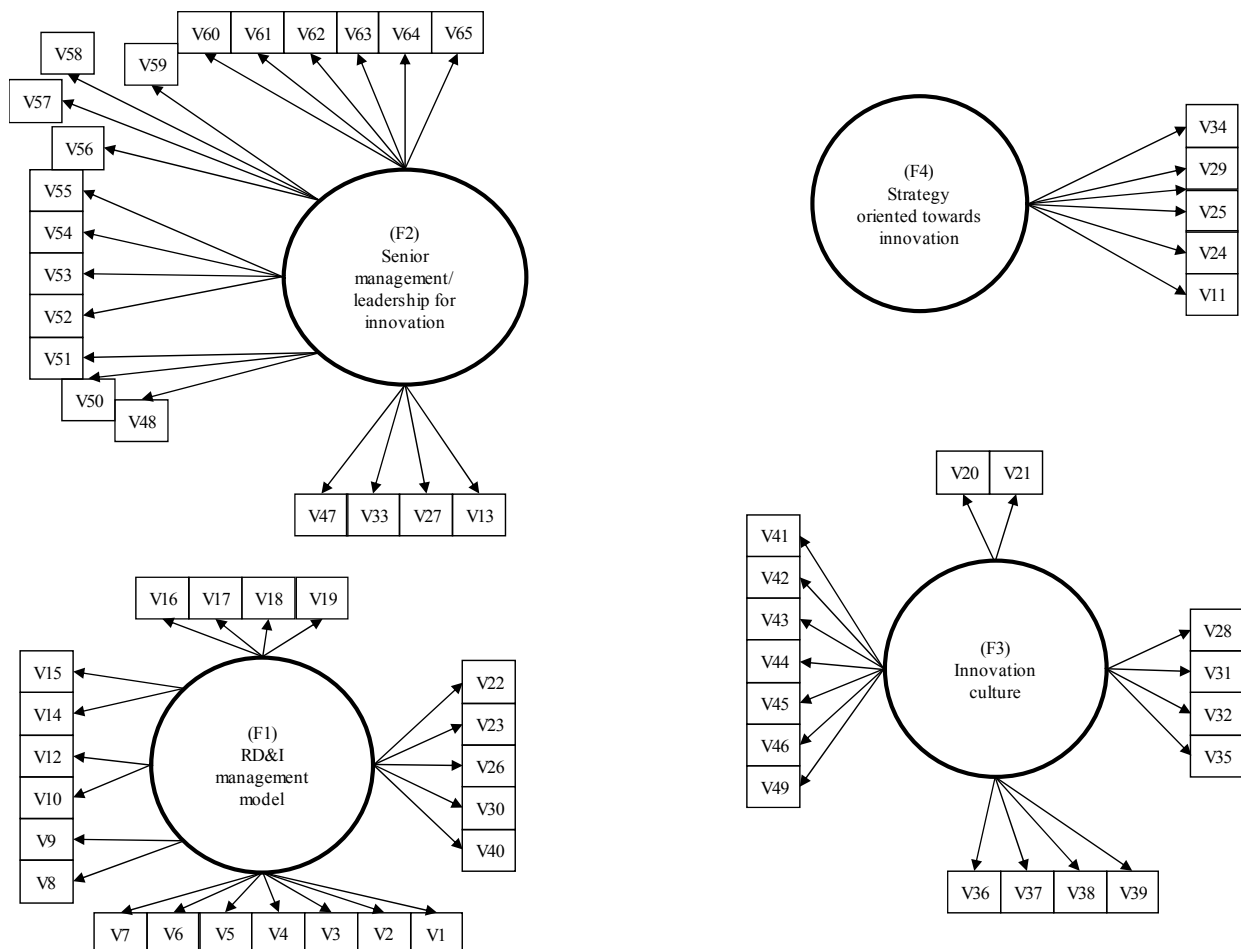 V60 V61 V62 V63 V64 V65
V58
V59
V57
V56
V55
V54
V53
V52
V51
V50
V48
(F2)
Senior
management/
leadership for
innovation
V47 V33 V27 V13
(F4)
Strategy
oriented towards
innovation
V34
V29
V25
V24
V11
V16 V17 V18 V19
V15
V14
V12
V10
V9
V8
(F1)
RD&I
management
model
V22
V23
V26
V30
V40
V7 V6 V5 V4 V3 V2 V1
V20 V21
V41
V42
V43
V44
V45
V46
V49
(F3)
Innovation
culture
V28
V31
V32
V35
V36 V37 V38 V39